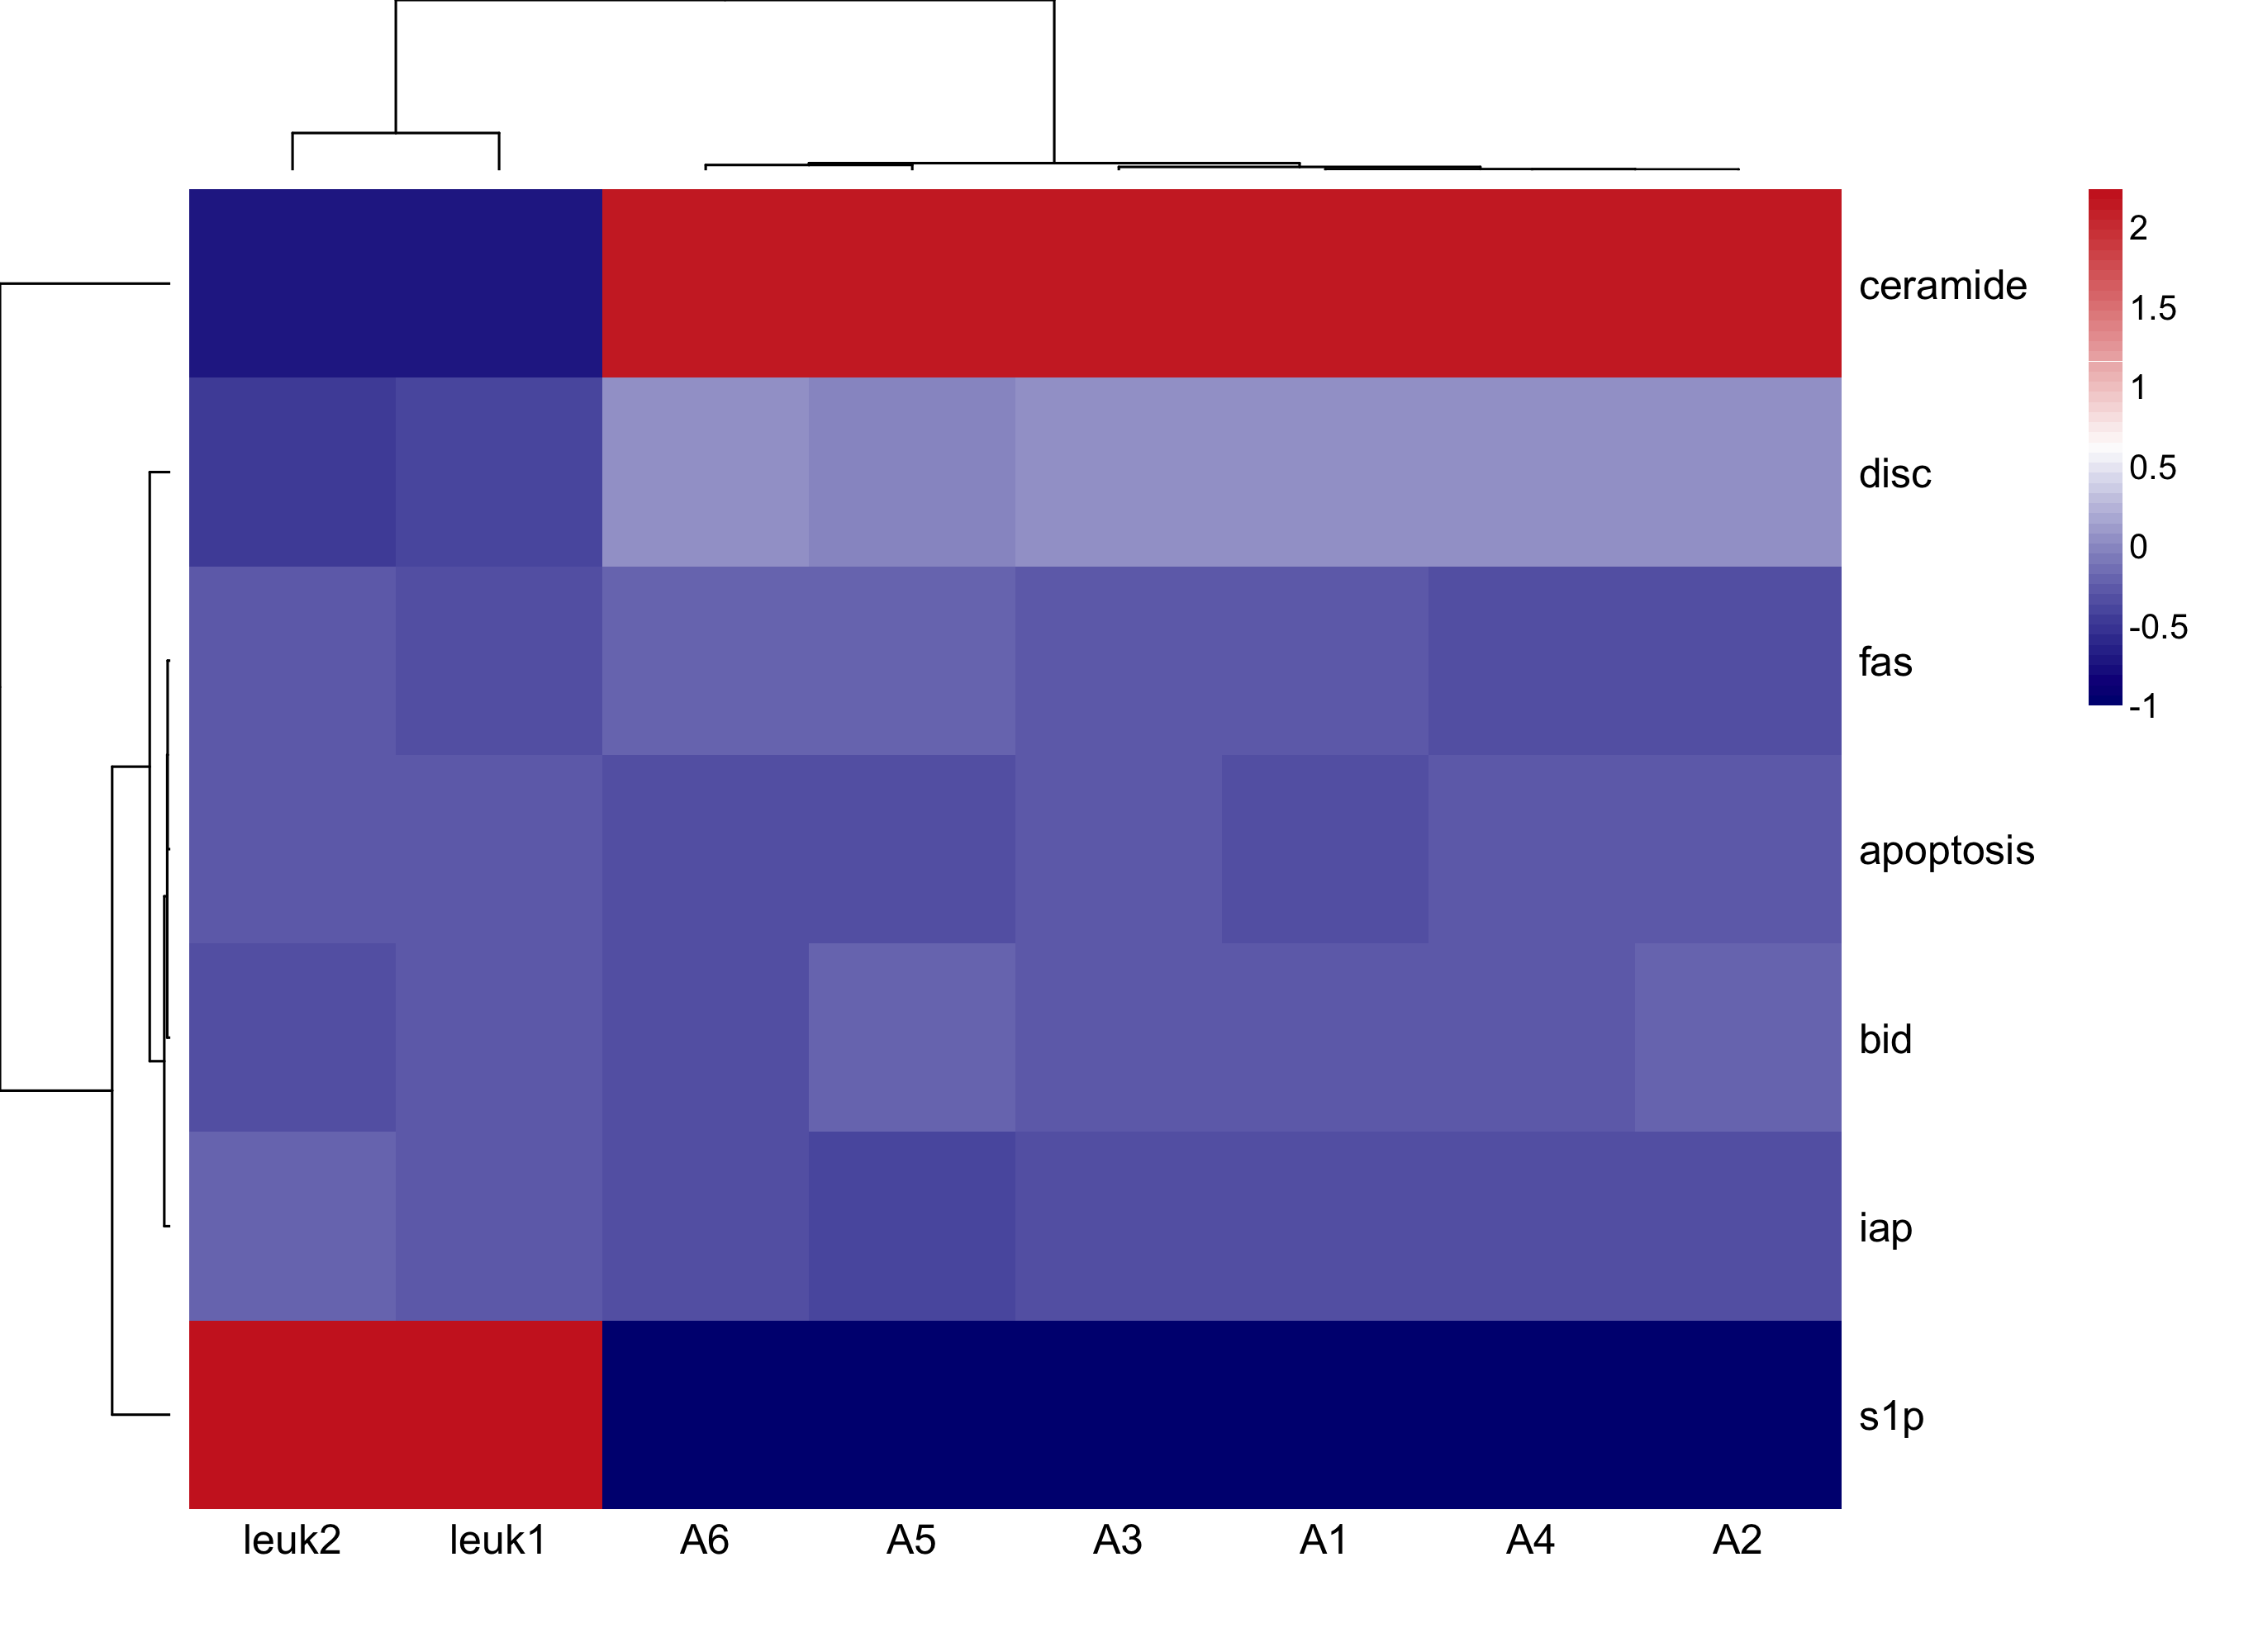 2
1.5
1
0.5
0
-0.5
-1
ceramide
disc
fas
apoptosis
bid
iap
s1p
leuk2 leuk1 A6 A5 A3 A1 A4 A2